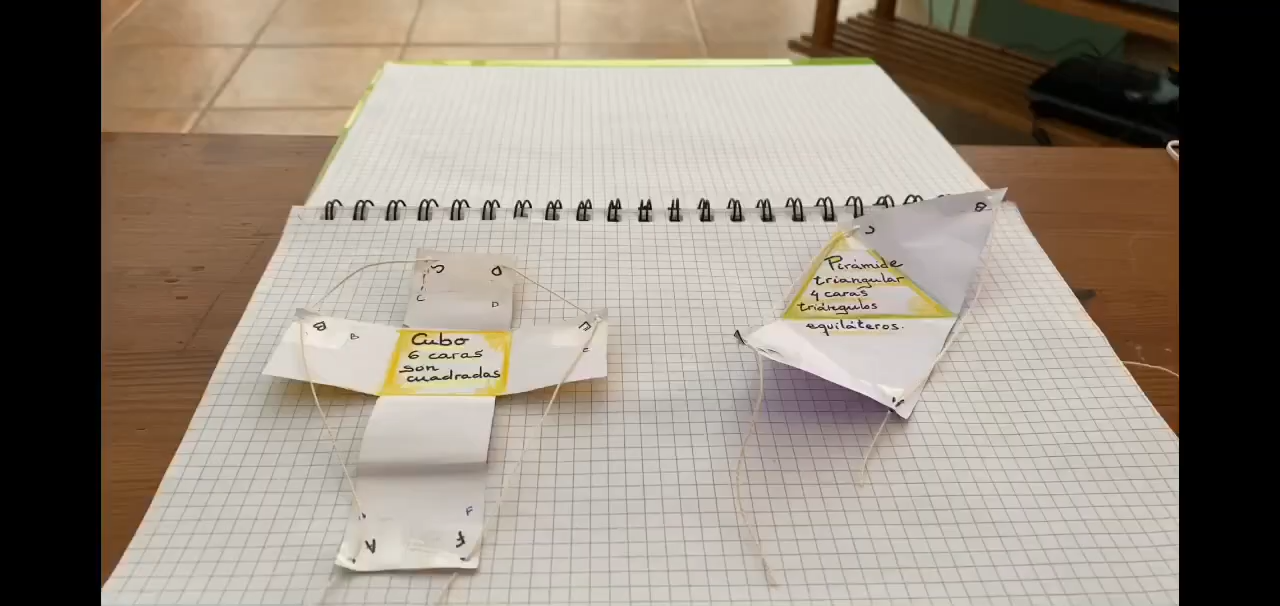 Cubo
6 caras
son
cuadradas
C
D
B
E
F
A
F
B
D
Pirámide
triangular
4 caras
triángulos
equiláteros.
B
A